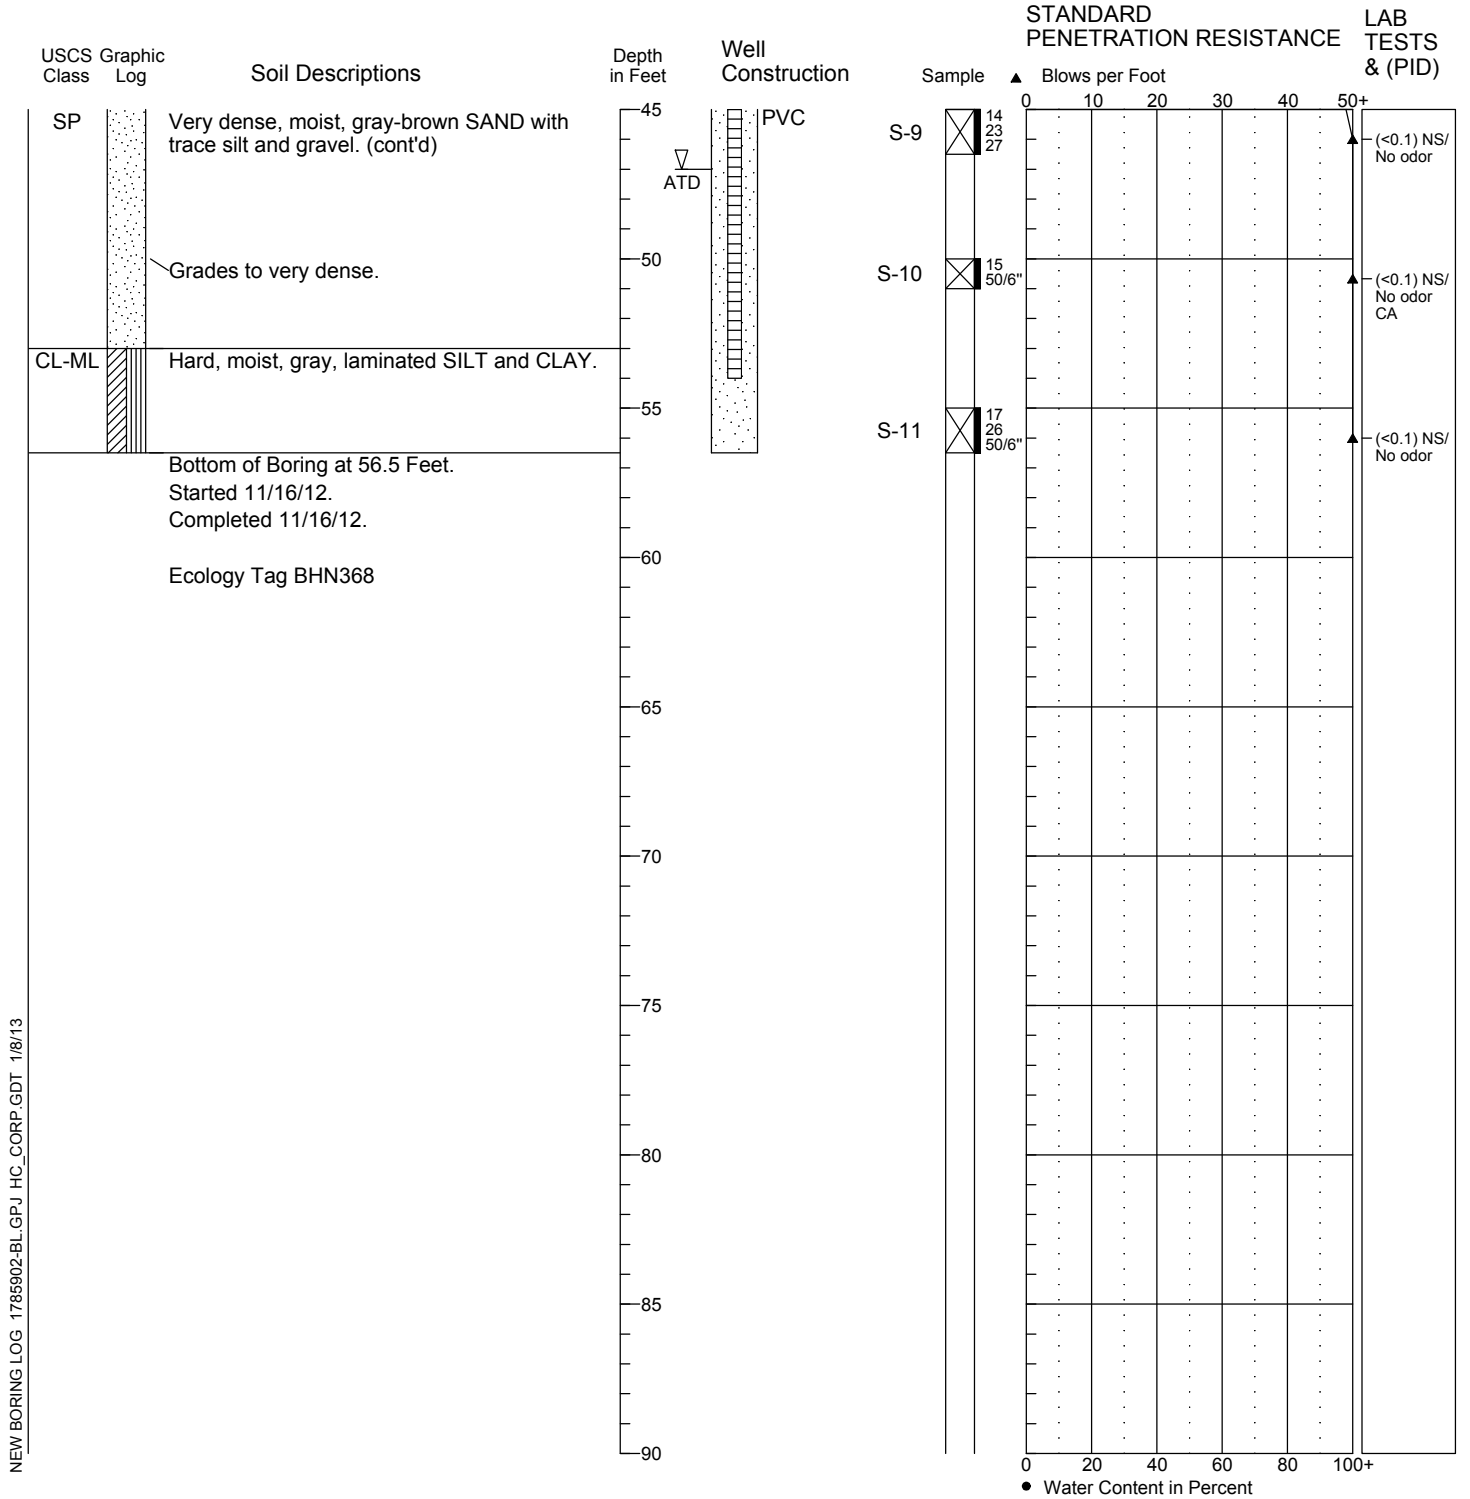 STANDARD
PENETRATION RESISTANCE
LAB
TESTS
& (PID)
USCS Graphic
Class Log
Soil Descriptions
Depth
in Feet
Well
Construction
Sample
▲ Blows per Foot
0 10 20 30 40 50+
SP
Very dense, moist, gray-brown SAND with
trace silt and gravel. (cont'd)
45
PVC
S-9
14
23
27
(<0.1) NS/
No odor
ATD
Grades to very dense.
50
S-10
15
50/6"
(<0.1) NS/
No odor
CA
CL-ML
Hard, moist, gray, laminated SILT and CLAY.
55
S-11
17
26
50/6"
(<0.1) NS/
No odor
Bottom of Boring at 56.5 Feet.
Started 11/16/12.
Completed 11/16/12.
60
Ecology Tag BHN368
65
70
75
80
85
90
0 20 40 60 80 100+
● Water Content in Percent
NEW BORING LOG 1785902-BL.GPJ HC_CORP.GDT 1/8/13